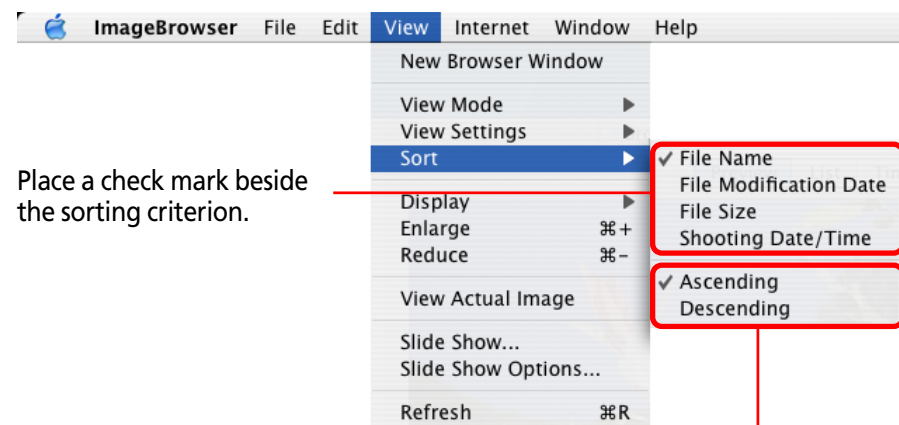 ImageBrowser File Edit View Internet Window Help
New Browser Window
View Mode
View Settings
Sort
Display
Enlarge ⌘+
Reduce ⌘-
View Actual Image
Slide Show...
Slide Show Options...
Refresh ⌘R
✓ File Name
File Modification Date
File Size
Shooting Date/Time
✓ Ascending
Descending
Place a check mark beside
the sorting criterion.